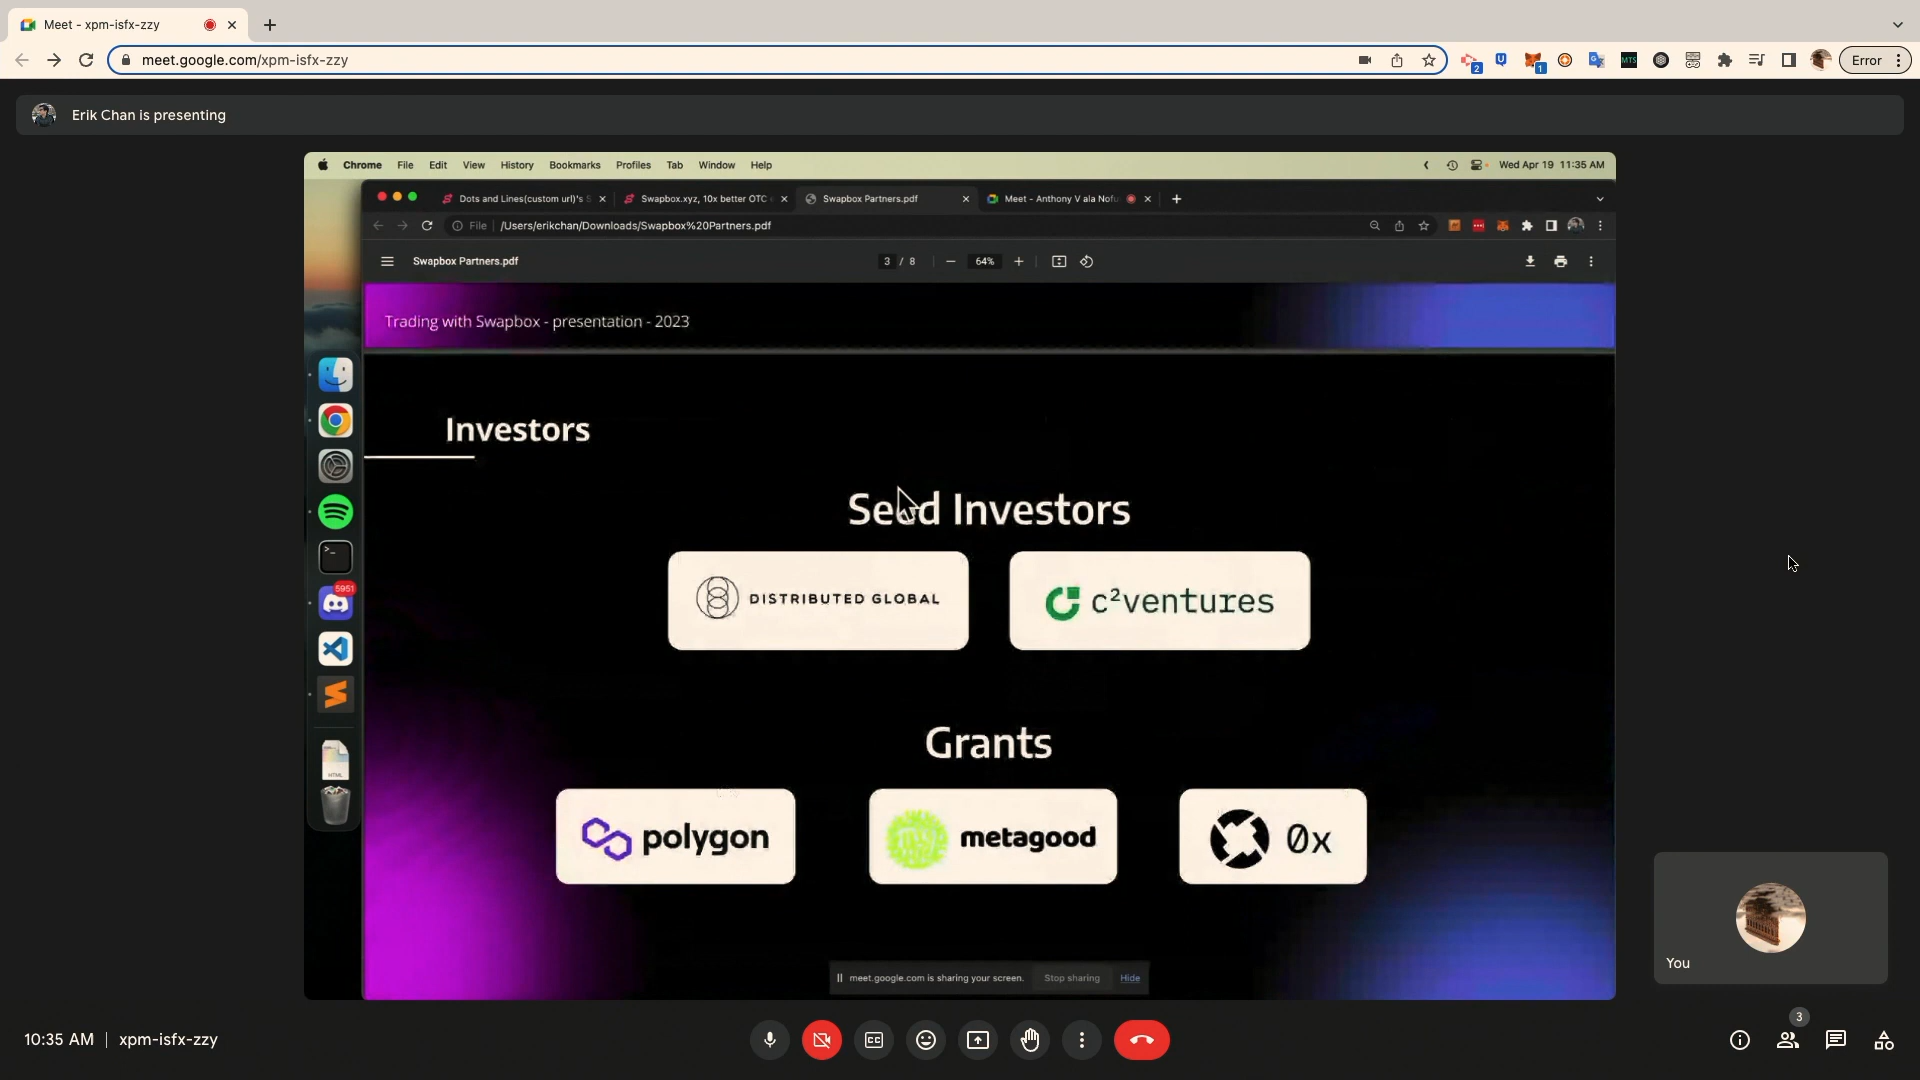 Meet - xpm-isfx-zzy
meet.google.com/xpm-isfx-zzy
2
1
MTS
Error
Erik Chan is presenting
Chrome File Edit View History Bookmarks Profiles Tab Window Help
Wed Apr 19 11:35 AM
Dots and Lines(custom url)'s S
Swapbox.xyz, 10x better OTC
Swapbox Partners.pdf
Meet - Anthony V ala Nofu
File /Users/erikchan/Downloads/Swapbox%20Partners.pdf
Swapbox Partners.pdf
3 / 8
64%
Trading with Swapbox - presentation - 2023
Investors
Seed Investors
DISTRIBUTED GLOBAL
c²ventures
5951
HTML
Grants
polygon
mg
metagood
0x
meet.google.com is sharing your screen.
Stop sharing
Hide
You
10:35 AM
xpm-isfx-zzy
3